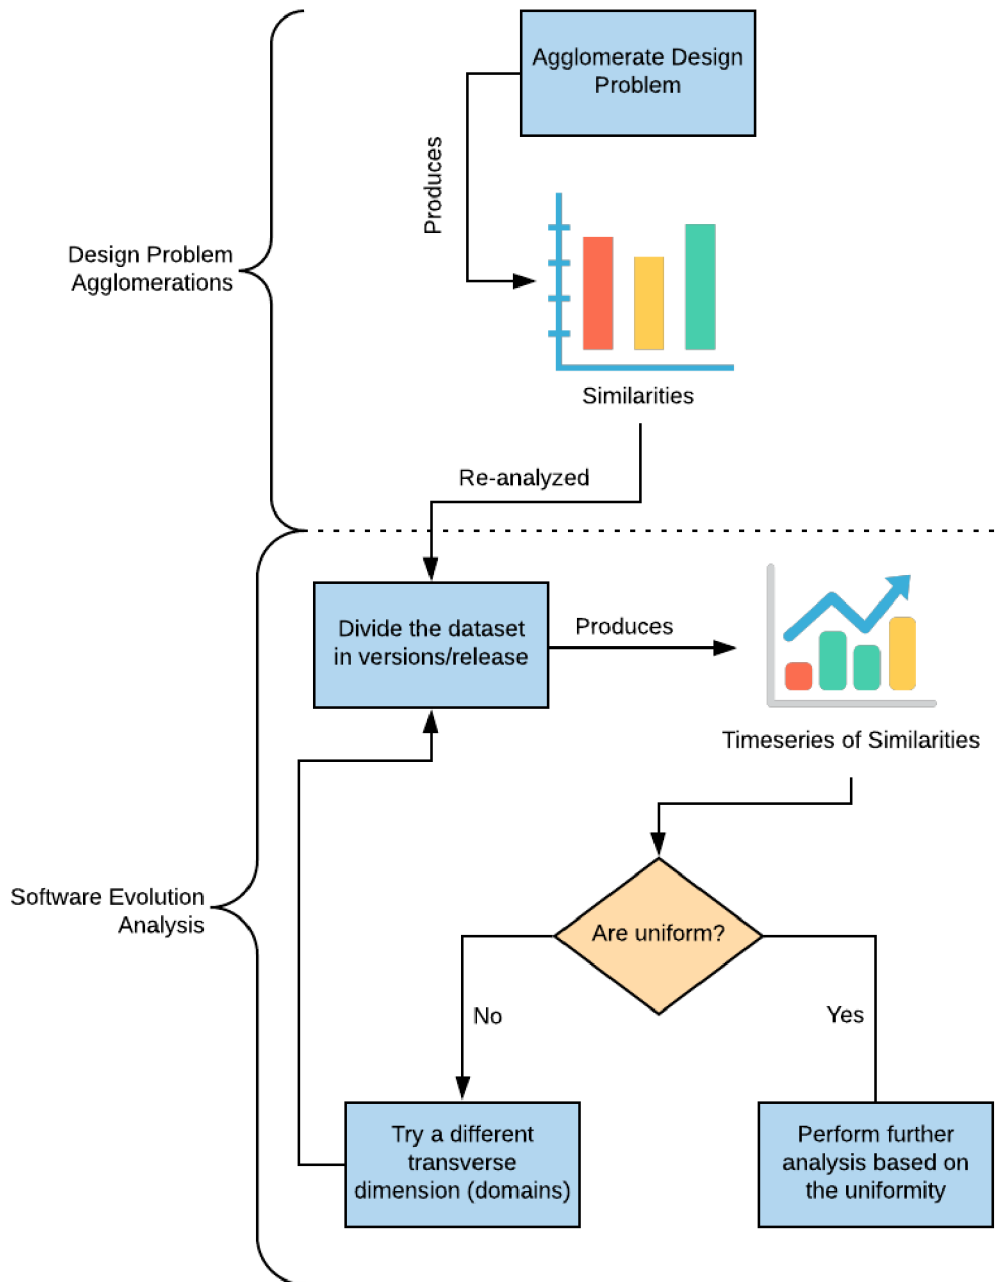 Agglomerate Design
Problem
Produces
Design Problem
Agglomerations
Similarities
Re-analyzed
Divide the dataset
in versions/release
Produces
Timeseries of Similarities
Software Evolution
Analysis
Are uniform?
No
Yes
Try a different
transverse
dimension (domains)
Perform further
analysis based on
the uniformity